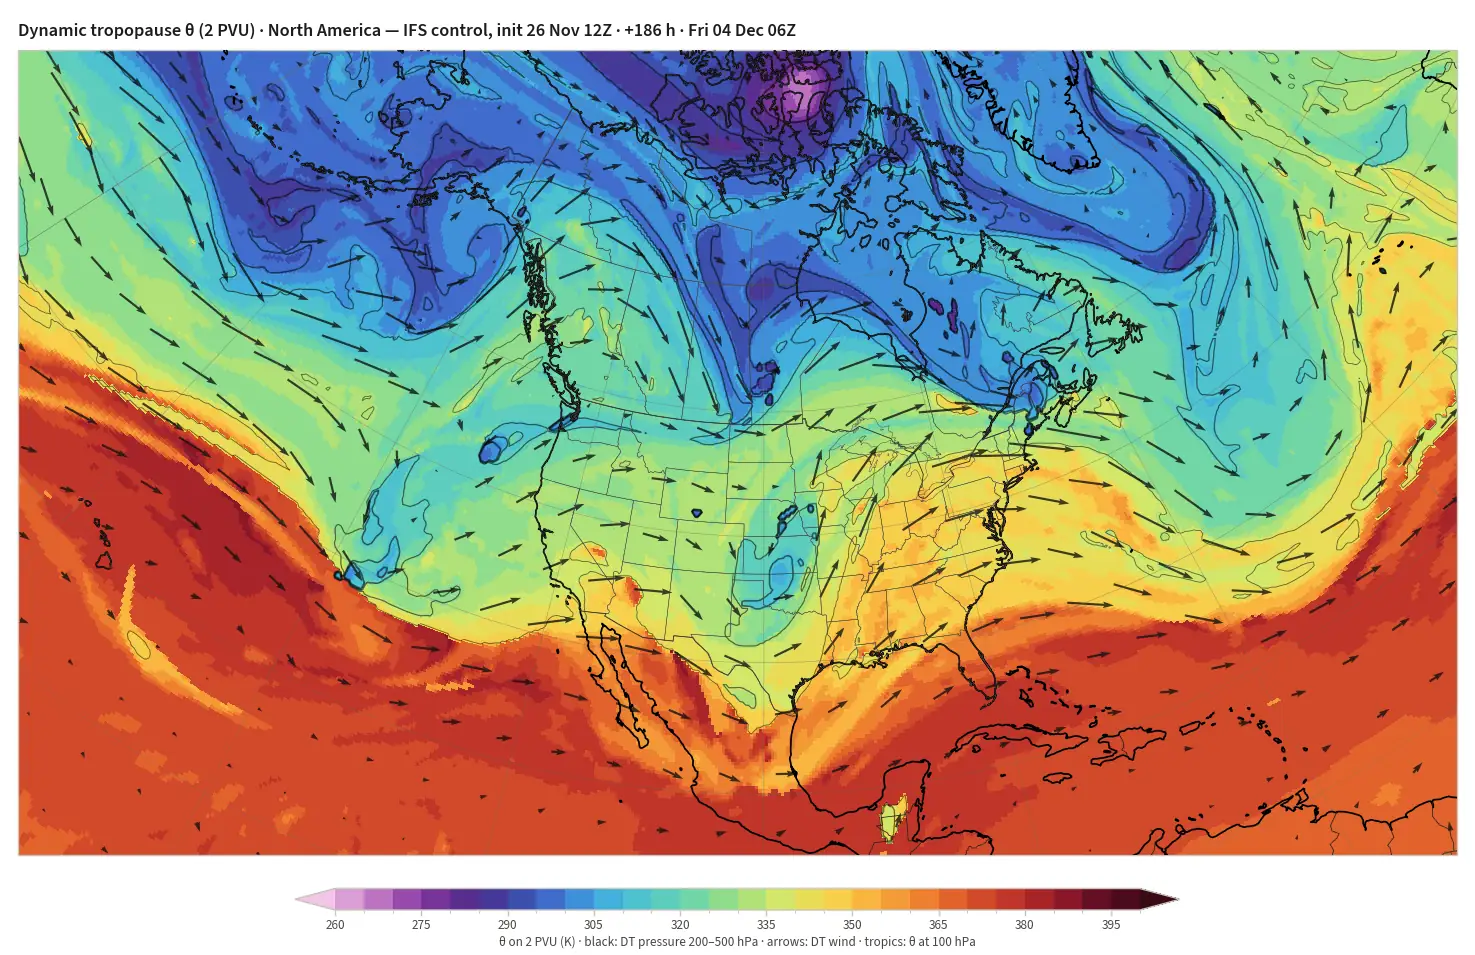 Dynamic tropopause θ (2 PVU) · North America — IFS control, init 26 Nov 12Z · +186 h · Fri 04 Dec 06Z
260 275 290 305 320 335 350 365 380 395
θ on 2 PVU (K) · black: DT pressure 200–500 hPa · arrows: DT wind · tropics: θ at 100 hPa